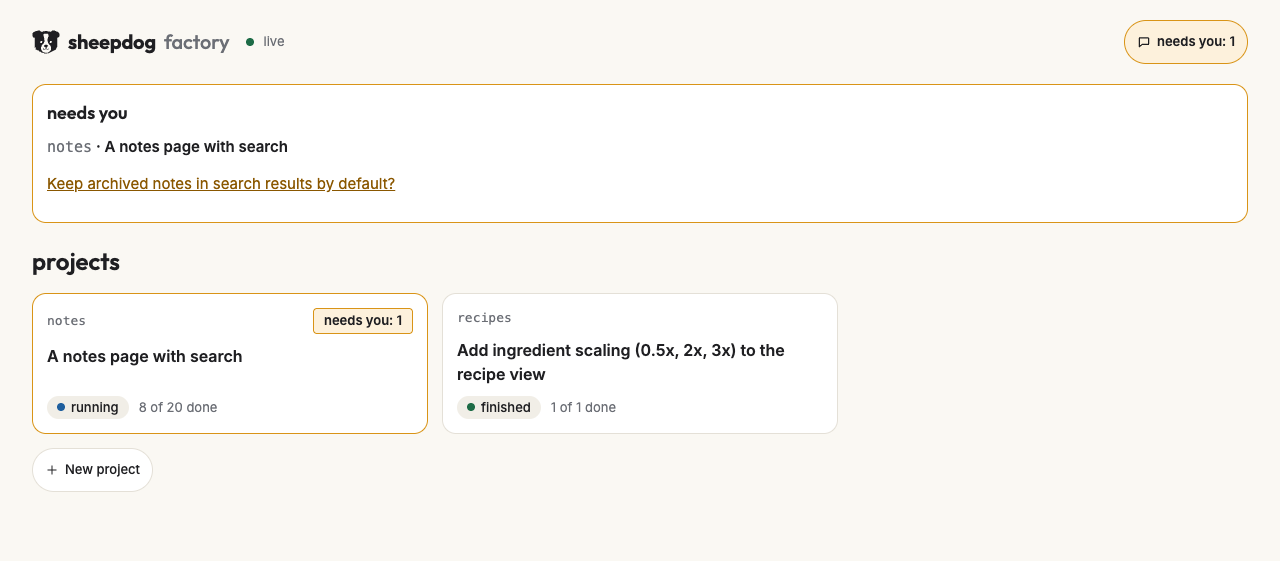 sheepdog factory live
needs you: 1
needs you
notes · A notes page with search
Keep archived notes in search results by default?
projects
notes
needs you: 1
A notes page with search
running 8 of 20 done
recipes
Add ingredient scaling (0.5x, 2x, 3x) to the
recipe view
finished 1 of 1 done
+ New project